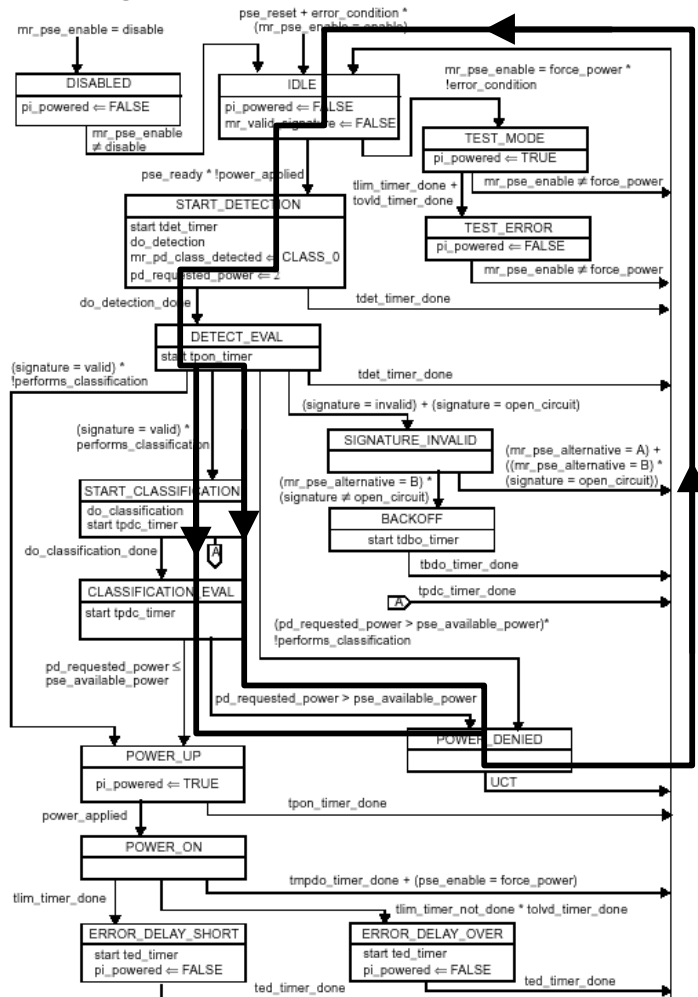 pse_reset + error_condition *
(mr_pse_enable = enable)
mr_pse_enable = disable
DISABLED
pi_powered ⇐ FALSE
mr_pse_enable
≠ disable
IDLE
pi_powered ⇐ FALSE
mr_valid_signature ⇐ FALSE
mr_pse_enable = force_power *
!error_condition
TEST_MODE
pi_powered ⇐ TRUE
mr_pse_enable ≠ force_power
tlim_timer_done +
tovld_timer_done
TEST_ERROR
pi_powered ⇐ FALSE
mr_pse_enable ≠ force_power
pse_ready * !power_applied
START_DETECTION
start tdet_timer
do_detection
mr_pd_class_detected ⇐ CLASS_0
pd_requested_power ⇐ 2
do_detection_done
tdet_timer_done
DETECT_EVAL
start tpon_timer
(signature = valid) *
!performs_classification
tdet_timer_done
(signature = invalid) + (signature = open_circuit)
(signature = valid) *
performs_classification
SIGNATURE_INVALID
(mr_pse_alternative = A) +
((mr_pse_alternative = B) *
(signature = open_circuit))
(mr_pse_alternative = B) *
(signature ≠ open_circuit)
START_CLASSIFICATION
do_classification
start tpdc_timer
BACKOFF
start tdbo_timer
do_classification_done
A
tbdo_timer_done
CLASSIFICATION_EVAL
start tpdc_timer
A
tpdc_timer_done
(pd_requested_power > pse_available_power)*
!performs_classification
pd_requested_power ≤
pse_available_power
pd_requested_power > pse_available_power
POWER_DENIED
UCT
POWER_UP
pi_powered ⇐ TRUE
tpon_timer_done
power_applied
POWER_ON
tmpdo_timer_done + (pse_enable = force_power)
tlim_timer_done
tlim_timer_not_done * tolvd_timer_done
ERROR_DELAY_SHORT
start ted_timer
pi_powered ⇐ FALSE
ERROR_DELAY_OVER
start ted_timer
pi_powered ⇐ FALSE
ted_timer_done
ted_timer_done